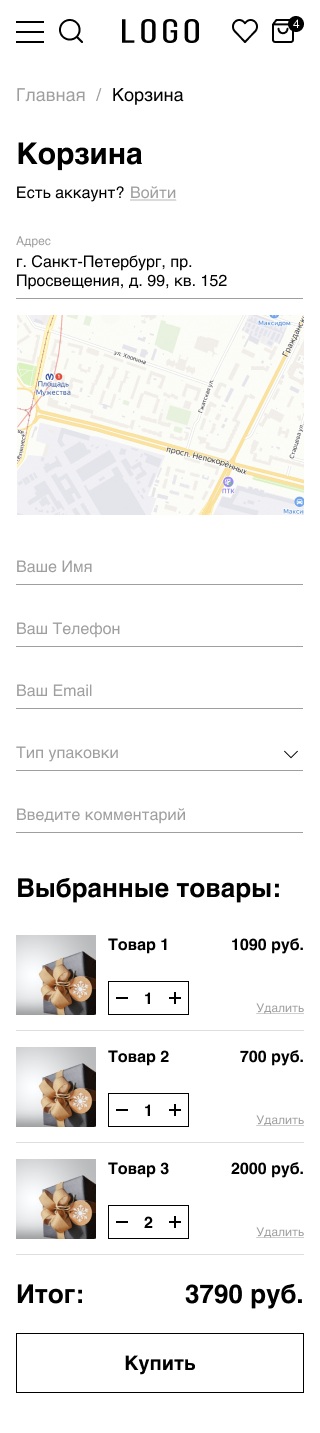 LOGO
4
Главная / Корзина
Корзина
Есть аккаунт? Войти
Адрес
г. Санкт-Петербург, пр.
Просвещения, д. 99, кв. 152
Максидом
Гражданск
ул. Хлопина
Площадь
Мужества
Гжатская ул.
просп. Непокорённых
ПТК
Макси
Ваше Имя
Ваш Телефон
Ваш Email
Тип упаковки
Введите комментарий
Выбранные товары:
Товар 1 1090 руб.
1
Удалить
Товар 2 700 руб.
1
Удалить
Товар 3 2000 руб.
2
Удалить
Итог: 3790 руб.
Купить